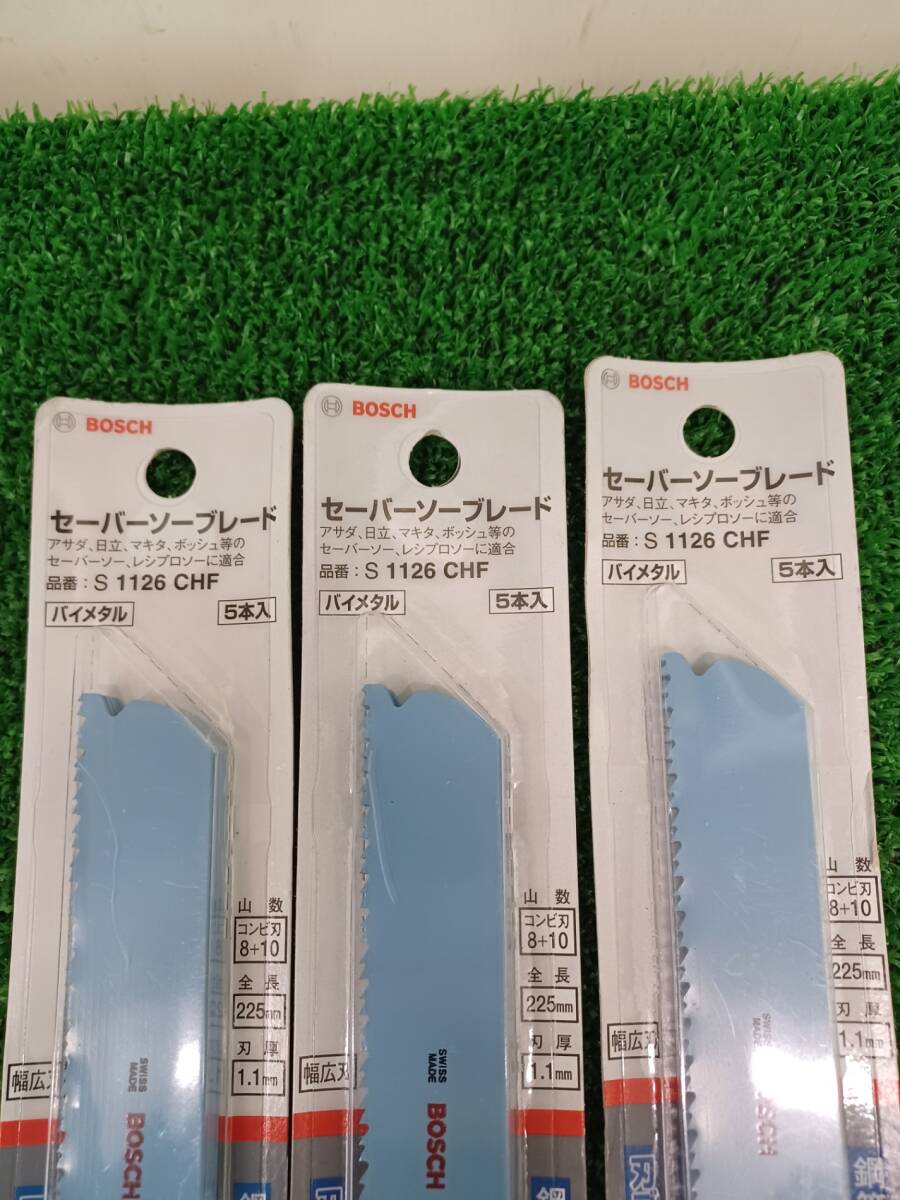 BOSCH
セーバーソーブレード
アサダ、日立、マキタ、ボッシュ等の
セーバーソー、レシプロソーに適合
品番：S 1126 CHF
バイメタル
5本入
山 数
コンビ刃
8+10
全 長
225mm
刃 厚
1.1mm
幅広刃
SWISS
MADE
BOSCH
BOSCH
セーバーソーブレード
アサダ、日立、マキタ、ボッシュ等の
セーバーソー、レシプロソーに適合
品番：S 1126 CHF
バイメタル
5本入
山 数
コンビ刃
8+10
全 長
225mm
刃 厚
1.1mm
幅広刃
SWISS
MADE
BOSCH
BOSCH
セーバーソーブレード
アサダ、日立、マキタ、ボッシュ等の
セーバーソー、レシプロソーに適合
品番：S 1126 CHF
バイメタル
5本入
山 数
コンビ刃
8+10
全 長
225mm
刃 厚
1.1mm
幅広刃
SWISS
MADE
BOSCH